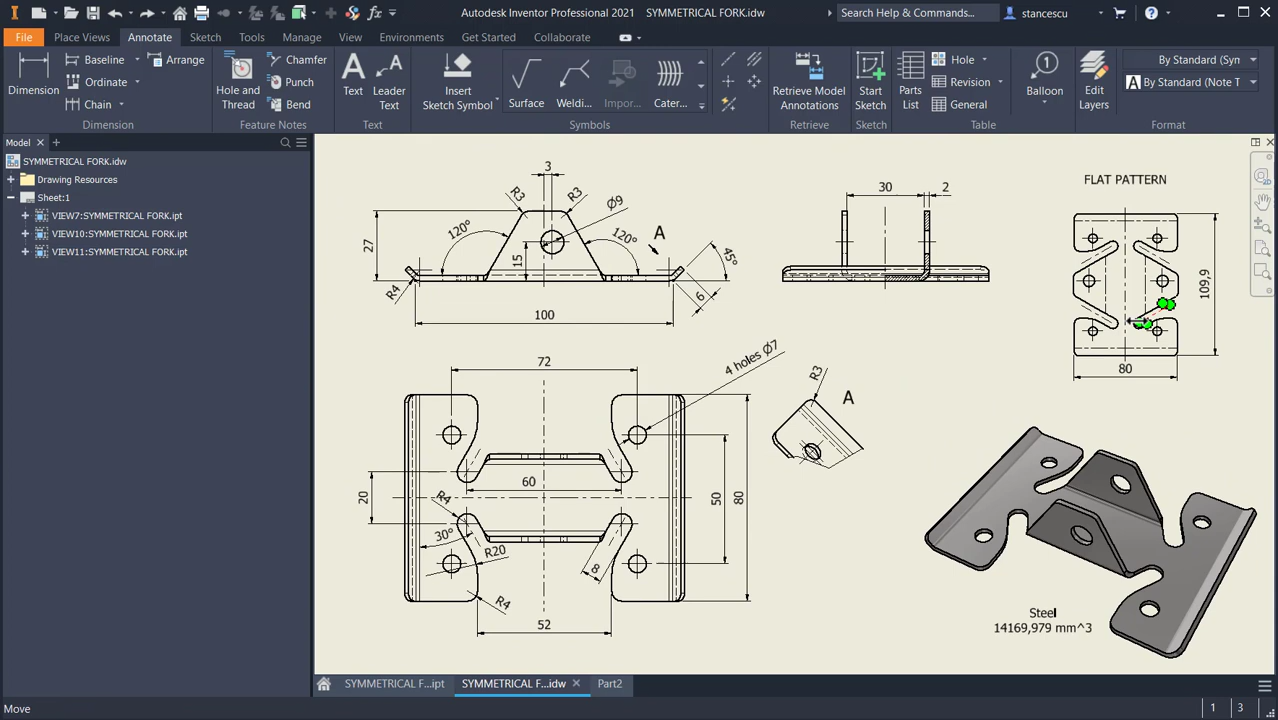 Autodesk Inventor Professional 2021 SYMMETRICAL FORK.idw
Search Help & Commands...
stancescu
File Place Views Annotate Sketch Tools Manage View Environments Get Started Collaborate
Dimension
Baseline
Ordinate
Chain
Arrange
Dimension
Hole and Thread
Chamfer
Punch
Bend
Feature Notes
Text
Leader Text
Text
Insert Sketch Symbol
Surface
Weldi...
Impor...
Cater...
Symbols
Retrieve Model Annotations
Retrieve
Start Sketch
Sketch
Parts List
Hole
Revision
General
Table
Balloon
Edit Layers
By Standard (Syn
By Standard (Note T
Format
Model
SYMMETRICAL FORK.idw
Drawing Resources
Sheet:1
VIEW7:SYMMETRICAL FORK.ipt
VIEW10:SYMMETRICAL FORK.ipt
VIEW11:SYMMETRICAL FORK.ipt
3
R3
R3
Ø9
120°
120°
A
27
15
45°
R4
6
100
30
2
FLAT PATTERN
109,9
80
72
4 holes Ø7
R3
A
60
20
R4
50
80
30°
R20
8
R4
52
Steel
14169,979 mm^3
SYMMETRICAL F...ipt
SYMMETRICAL F...idw
Part2
Move
1 3